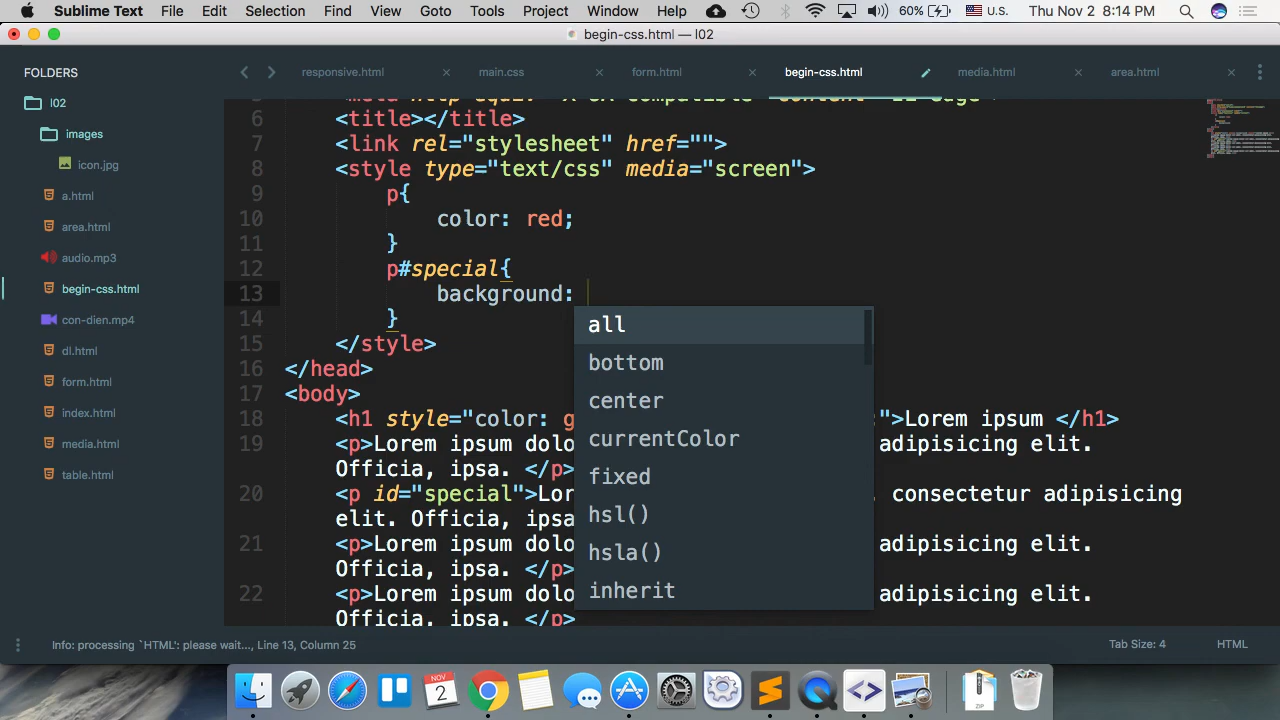 Sublime Text File Edit Selection Find View Goto Tools Project Window Help 60% U.S. Thu Nov 2 8:14 PM
begin-css.html — l02
FOLDERS
l02
images
icon.jpg
a.html
area.html
audio.mp3
begin-css.html
con-dien.mp4
dl.html
form.html
index.html
media.html
table.html
responsive.html × main.css × form.html × begin-css.html media.html × area.html ×
6 <title></title>
7 <link rel="stylesheet" href="">
8 <style type="text/css" media="screen">
9 p{
10 color: red;
11 }
12 p#special{
13 background:
14 }
15 </style>
16 </head>
17 <body>
18 <h1 style="color: g ">Lorem ipsum </h1>
19 <p>Lorem ipsum dolo adipisicing elit.
Officia, ipsa. </p>
20 <p id="special">Lor consectetur adipisicing
elit. Officia, ipsa
21 <p>Lorem ipsum dolo adipisicing elit.
Officia, ipsa. </p>
22 <p>Lorem ipsum dolo adipisicing elit.
Officia, ipsa. </p>
all
bottom
center
currentColor
fixed
hsl()
hsla()
inherit
Info: processing `HTML': please wait..., Line 13, Column 25 Tab Size: 4 HTML
NOV
2
ZIP